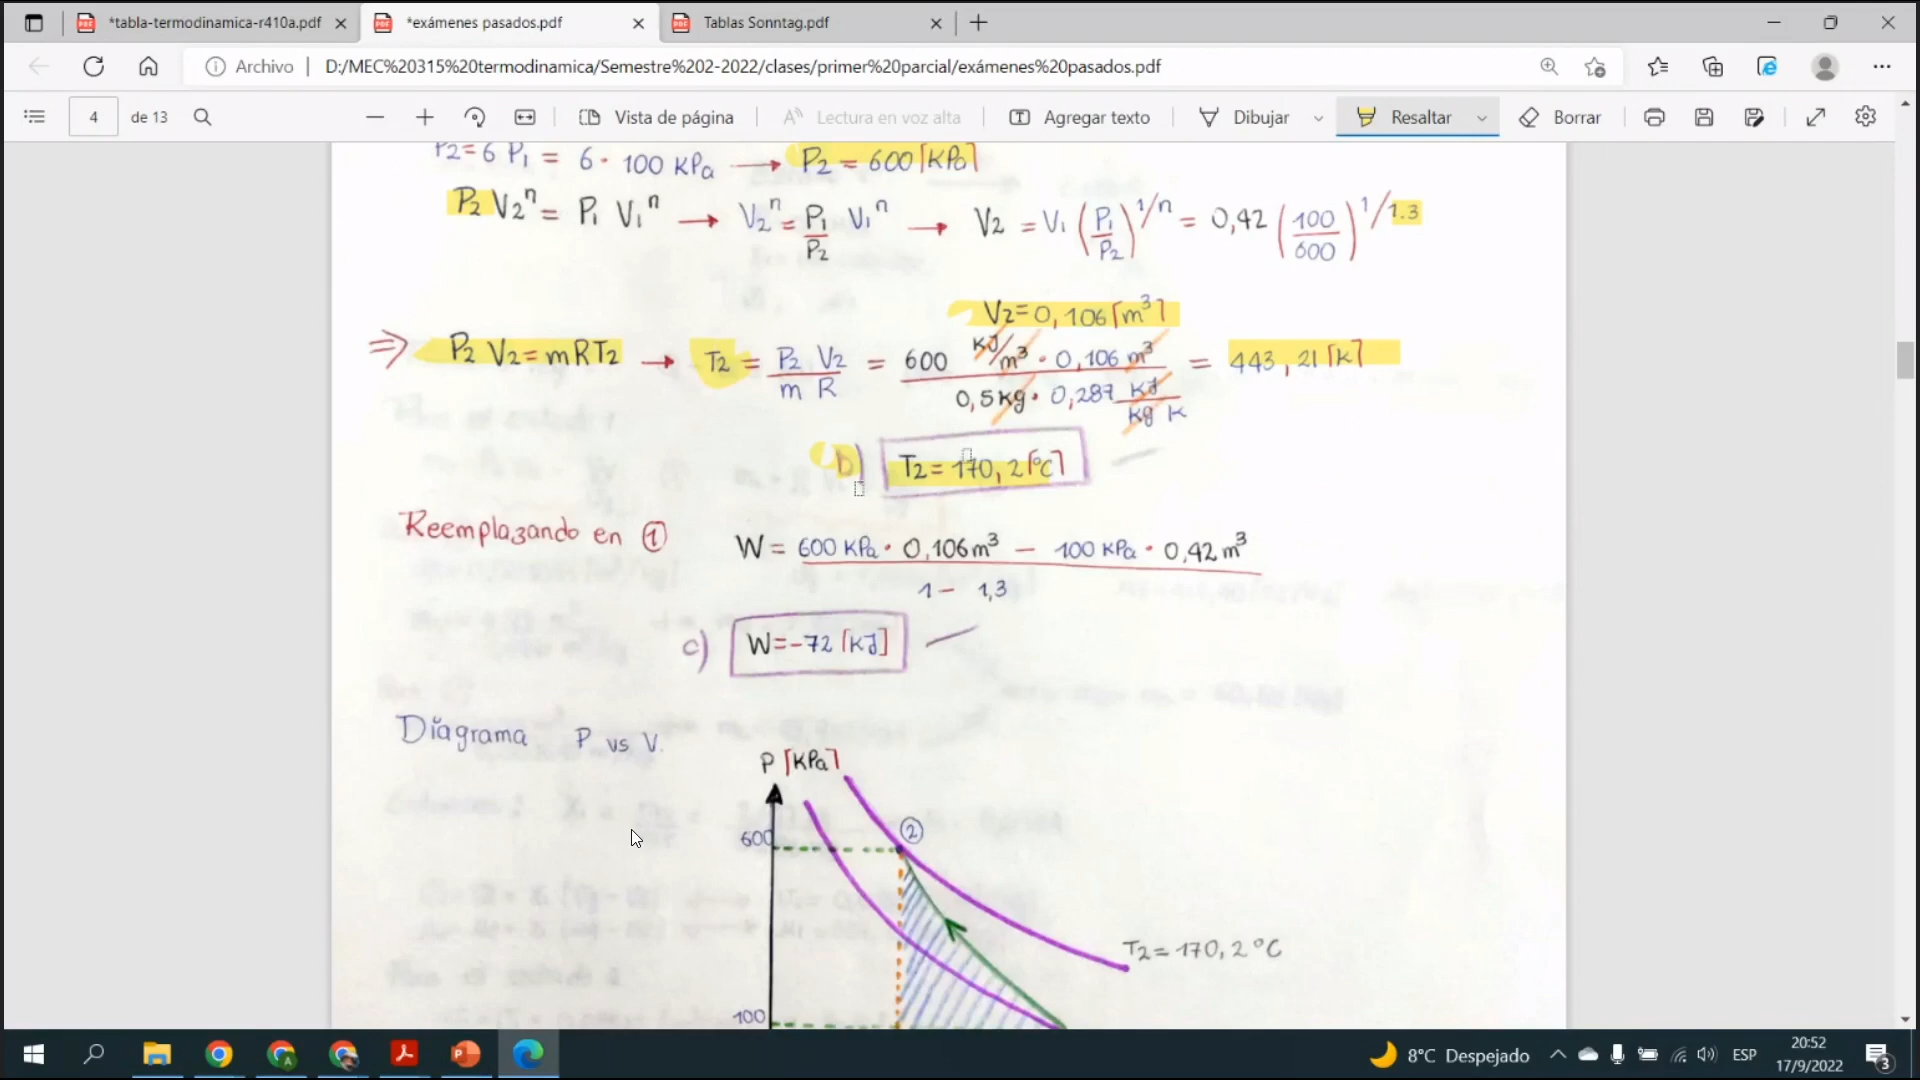 *tabla-termodinamica-r410a.pdf
*exámenes pasados.pdf
Tablas Sonntag.pdf
Archivo | D:/MEC%20315%20termodinamica/Semestre%202-2022/clases/primer%20parcial/exámenes%20pasados.pdf
4 de 13
Vista de página
Lectura en voz alta
Agregar texto
Dibujar
Resaltar
Borrar
P2=6 P1 = 6 · 100 KPa → P2 = 600 [KPa]
P2 V2^n = P1 V1^n → V2^n = P1/P2 V1^n → V2 = V1 (P1/P2)^1/n = 0,42 (100/600)^1/1.3
V2=0,106 [m³]
⇒ P2 V2=mRT2 → T2 = P2 V2 / m R = 600 KJ/m³ · 0,106 m³ / 0,5Kg · 0,287 KJ/Kg K = 443,21 [K]
b) T2=170,2 [°C]
Reemplazando en ① W = 600 KPa · 0,106m³ − 100 KPa · 0,42 m³ / 1 − 1,3
c) W=-72 [KJ]
Diagrama P vs V.
P [KPa]
600
②
T2=170,2 °C
100
8°C Despejado
ESP
20:52
17/9/2022
3